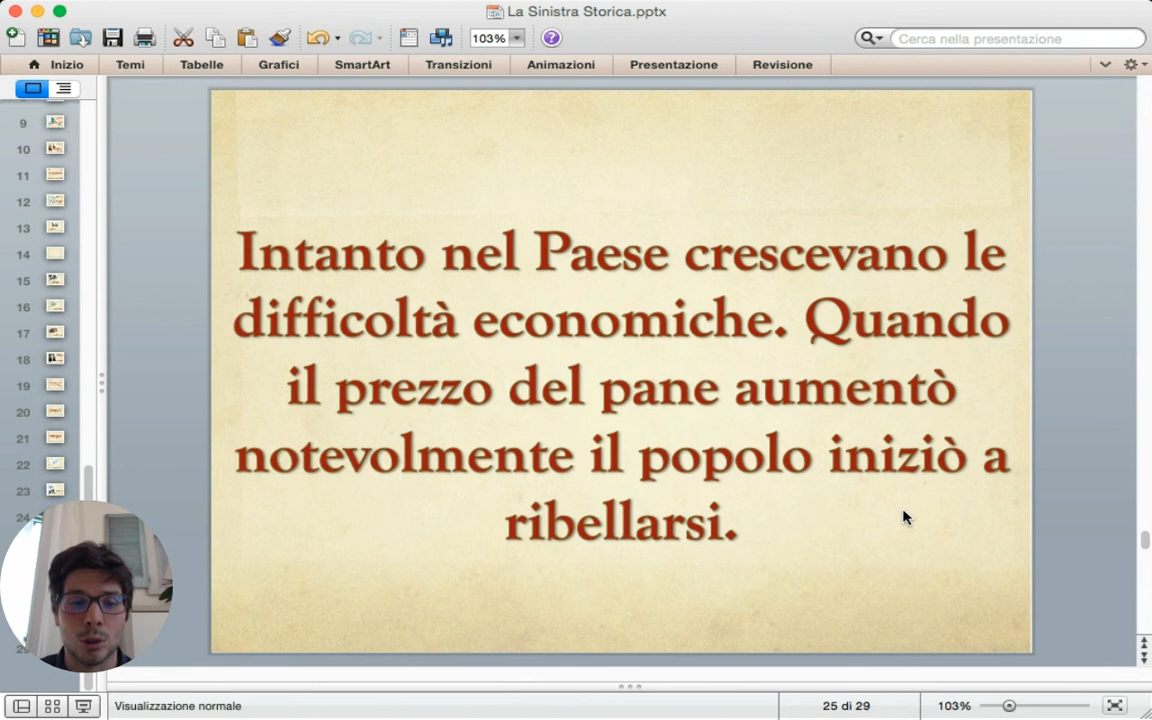 La Sinistra Storica.pptx
103%
Cerca nella presentazione
Inizio Temi Tabelle Grafici SmartArt Transizioni Animazioni Presentazione Revisione
9
10
11
12
13
14
15
16
17
18
19
20
21
22
23
24
Intanto nel Paese crescevano le
difficoltà economiche. Quando
il prezzo del pane aumentò
notevolmente il popolo iniziò a
ribellarsi.
Visualizzazione normale 25 di 29 103%